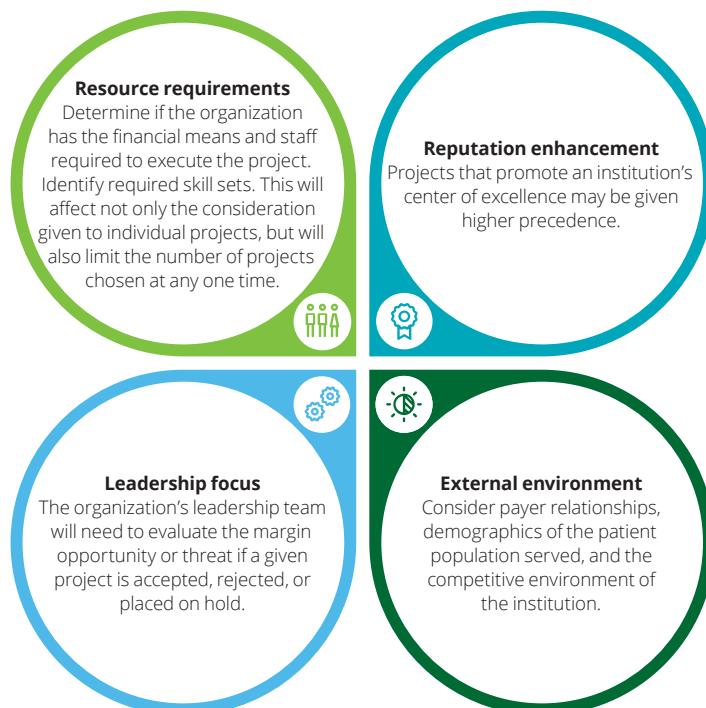 Resource requirements
Determine if the organization
has the financial means and staff
required to execute the project.
Identify required skill sets. This will
affect not only the consideration
given to individual projects, but will
also limit the number of projects
chosen at any one time.
Reputation enhancement
Projects that promote an institution’s
center of excellence may be given
higher precedence.
Leadership focus
The organization’s leadership team
will need to evaluate the margin
opportunity or threat if a given
project is accepted, rejected, or
placed on hold.
External environment
Consider payer relationships,
demographics of the patient
population served, and the
competitive environment of
the institution.